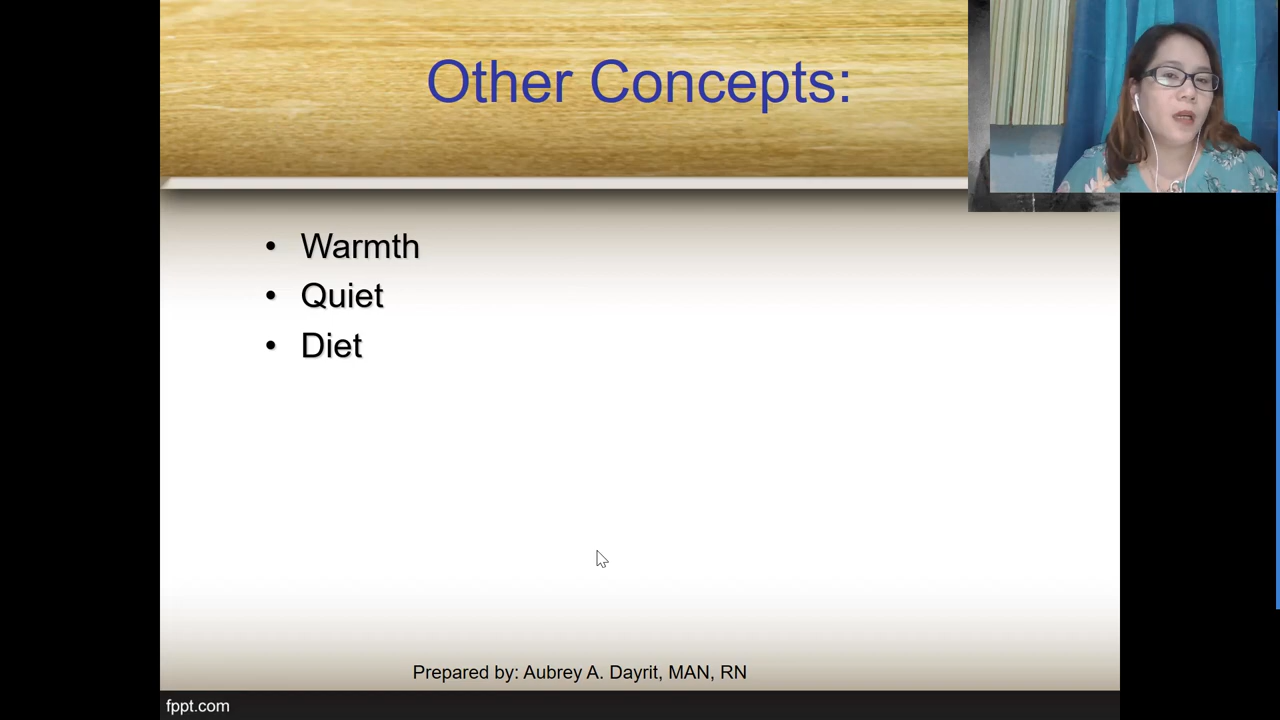 Other Concepts:
• Warmth
• Quiet
• Diet
Prepared by: Aubrey A. Dayrit, MAN, RN
fppt.com